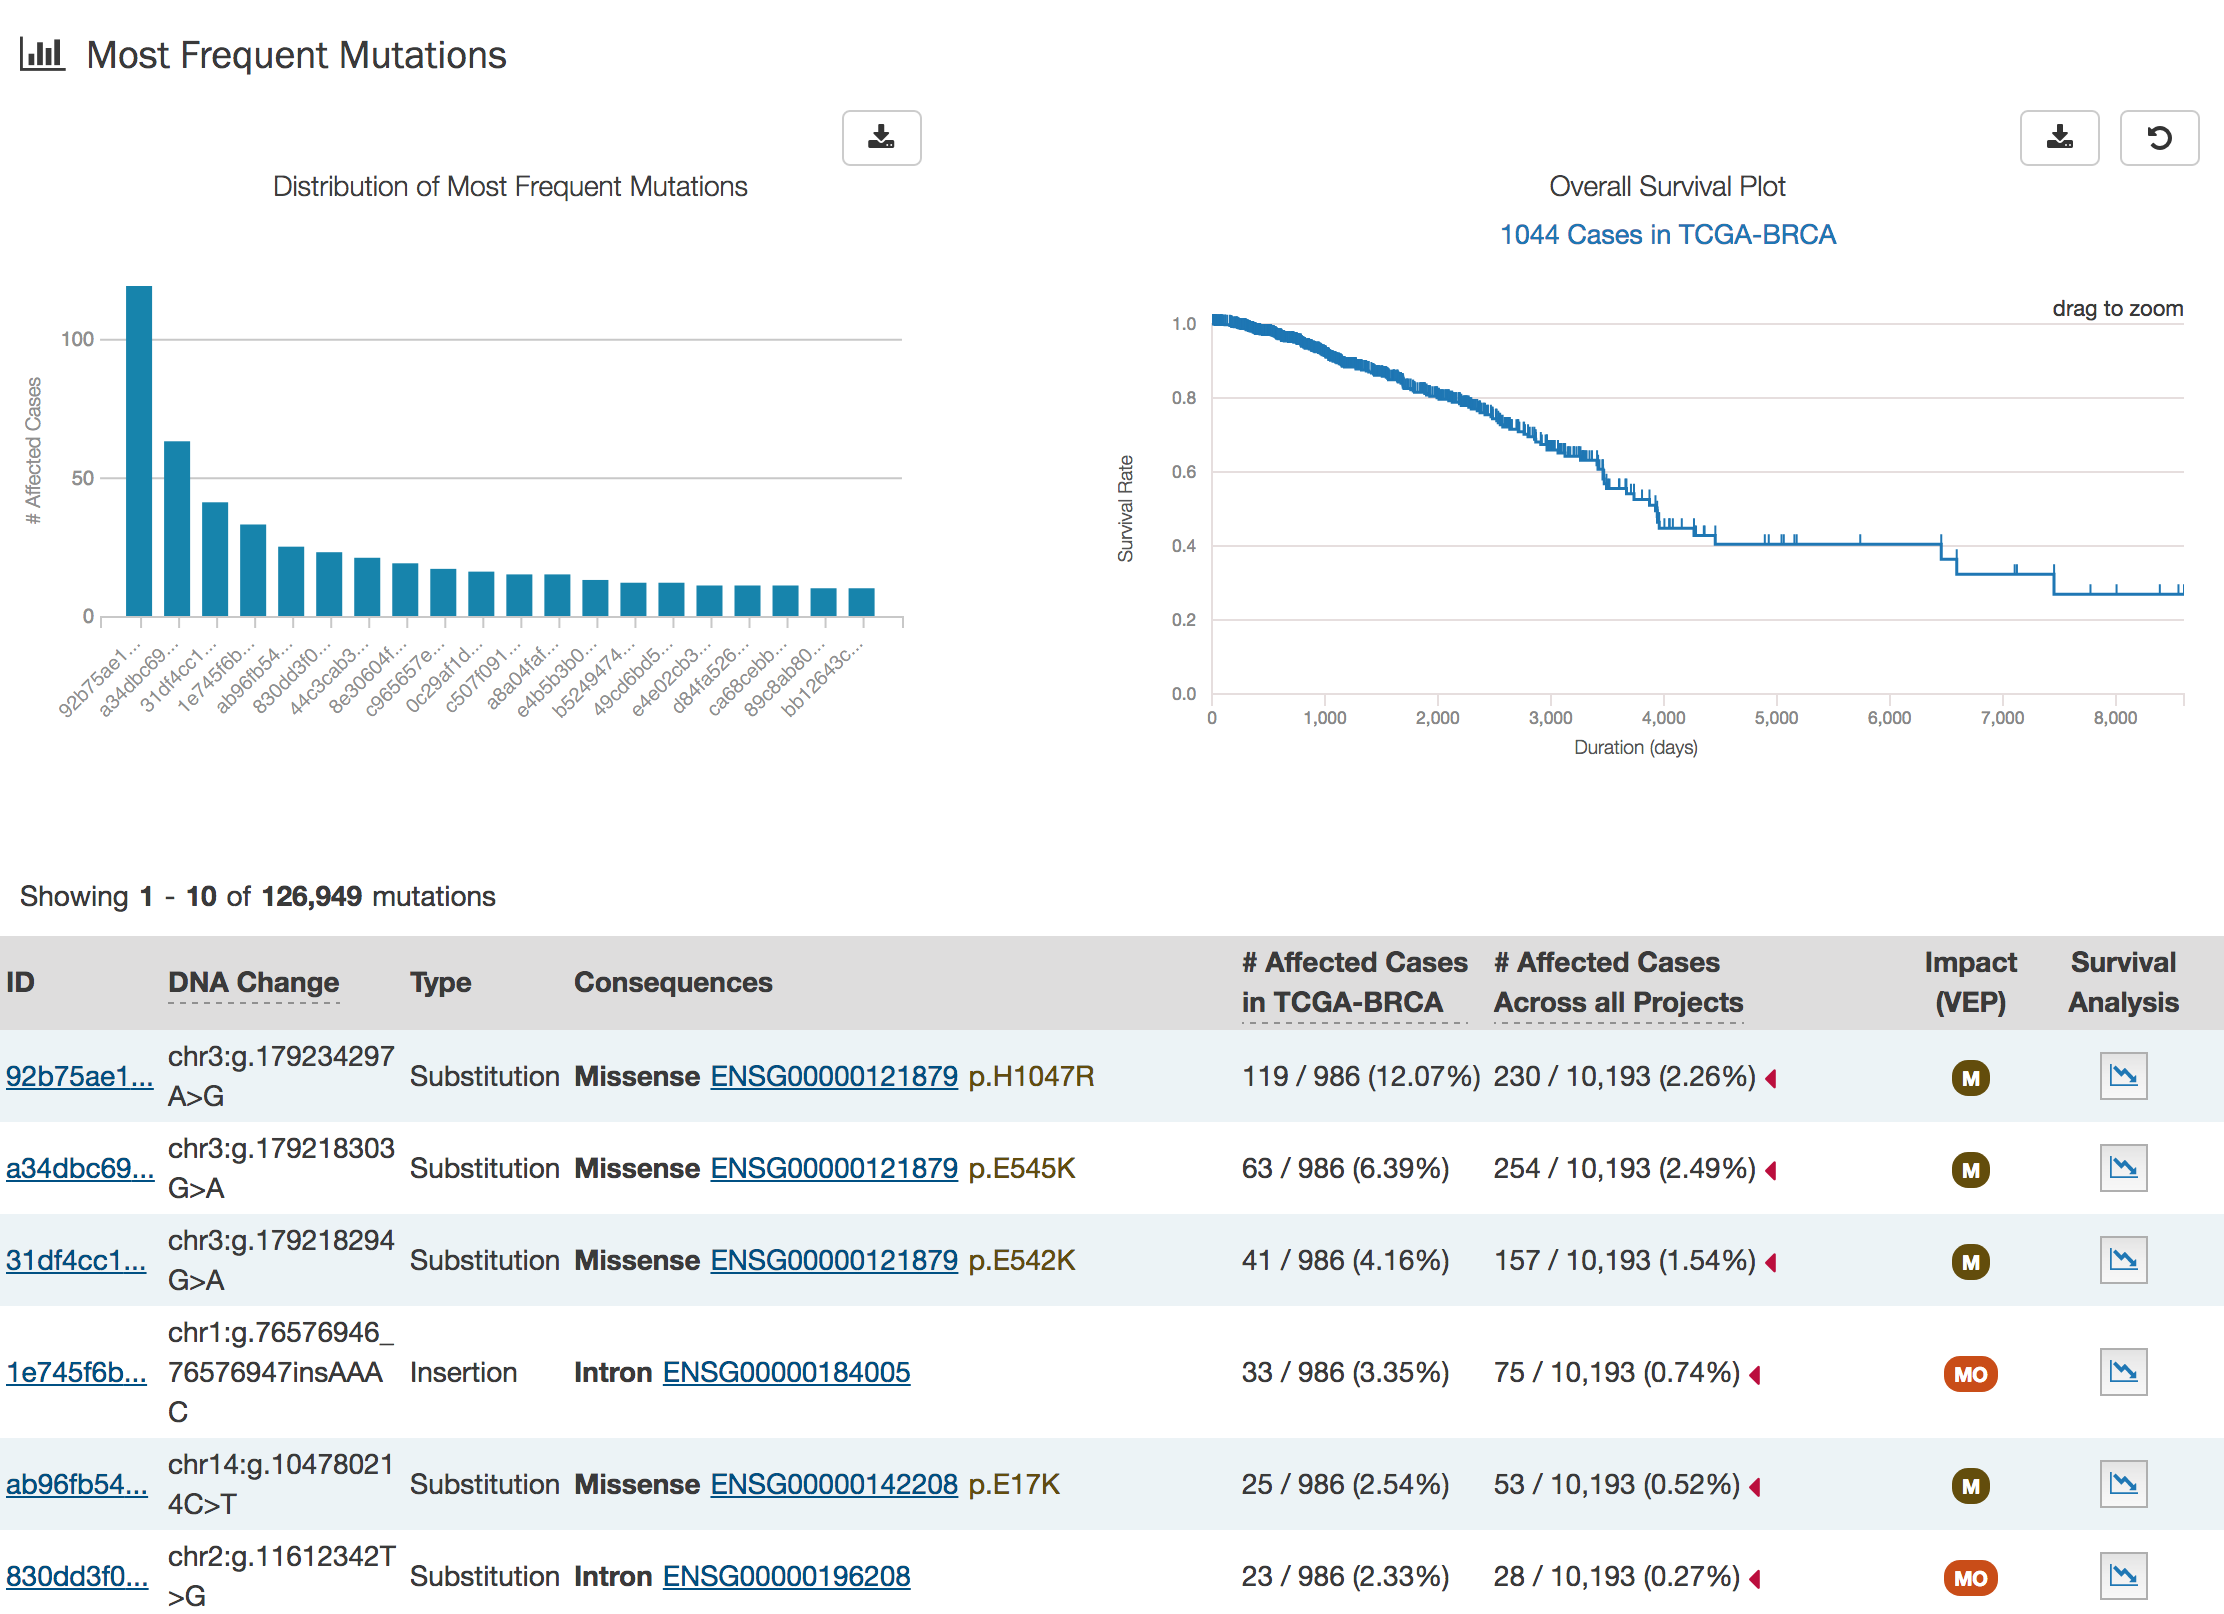 Most Frequent Mutations
Distribution of Most Frequent Mutations
# Affected Cases
100
50
0
92b75ae1...
a34dbc69...
31df4cc1...
1e745f6b...
ab96fb54...
830dd3f0...
44c3cab3...
8e30604f...
c965657e...
0c29af1d...
c507f091...
a8a04faf...
e4b5b3b0...
b5249474...
49cd6bd5...
e4e02cb3...
d84fa526...
ca68cebb...
89c8ab80...
bb12643c...
Overall Survival Plot
1044 Cases in TCGA-BRCA
drag to zoom
Survival Rate
1.0
0.8
0.6
0.4
0.2
0.0
0 1,000 2,000 3,000 4,000 5,000 6,000 7,000 8,000
Duration (days)
Showing 1 - 10 of 126,949 mutations
ID DNA Change Type Consequences # Affected Cases in TCGA-BRCA # Affected Cases Across all Projects Impact (VEP) Survival Analysis
92b75ae1... chr3:g.179234297 A>G Substitution Missense ENSG00000121879 p.H1047R 119 / 986 (12.07%) 230 / 10,193 (2.26%) M
a34dbc69... chr3:g.179218303 G>A Substitution Missense ENSG00000121879 p.E545K 63 / 986 (6.39%) 254 / 10,193 (2.49%) M
31df4cc1... chr3:g.179218294 G>A Substitution Missense ENSG00000121879 p.E542K 41 / 986 (4.16%) 157 / 10,193 (1.54%) M
1e745f6b... chr1:g.76576946_ 76576947insAAA C Insertion Intron ENSG00000184005 33 / 986 (3.35%) 75 / 10,193 (0.74%) MO
ab96fb54... chr14:g.10478021 4C>T Substitution Missense ENSG00000142208 p.E17K 25 / 986 (2.54%) 53 / 10,193 (0.52%) M
830dd3f0... chr2:g.11612342T >G Substitution Intron ENSG00000196208 23 / 986 (2.33%) 28 / 10,193 (0.27%) MO